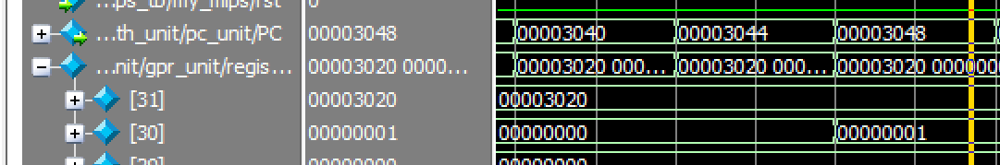 ...ps_tb/my_mips/rst 0
...th_unit/pc_unit/PC 00003048 00003040 00003044 00003048
...nit/gpr_unit/regis... 00003020 0000... 00003020 000... 00003020 000... 00003020 000000
[31] 00003020 00003020
[30] 00000001 00000000 00000001
[29] 00000000 00000000